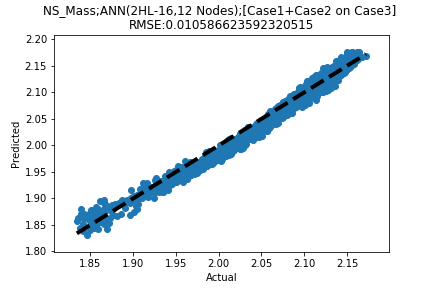 NS_Mass;ANN(2HL-16,12 Nodes);[Case1+Case2 on Case3]
RMSE:0.010586623592320515
2.20
2.15
2.10
2.05
2.00
1.95
1.90
1.85
1.80
Predicted
1.85 1.90 1.95 2.00 2.05 2.10 2.15
Actual